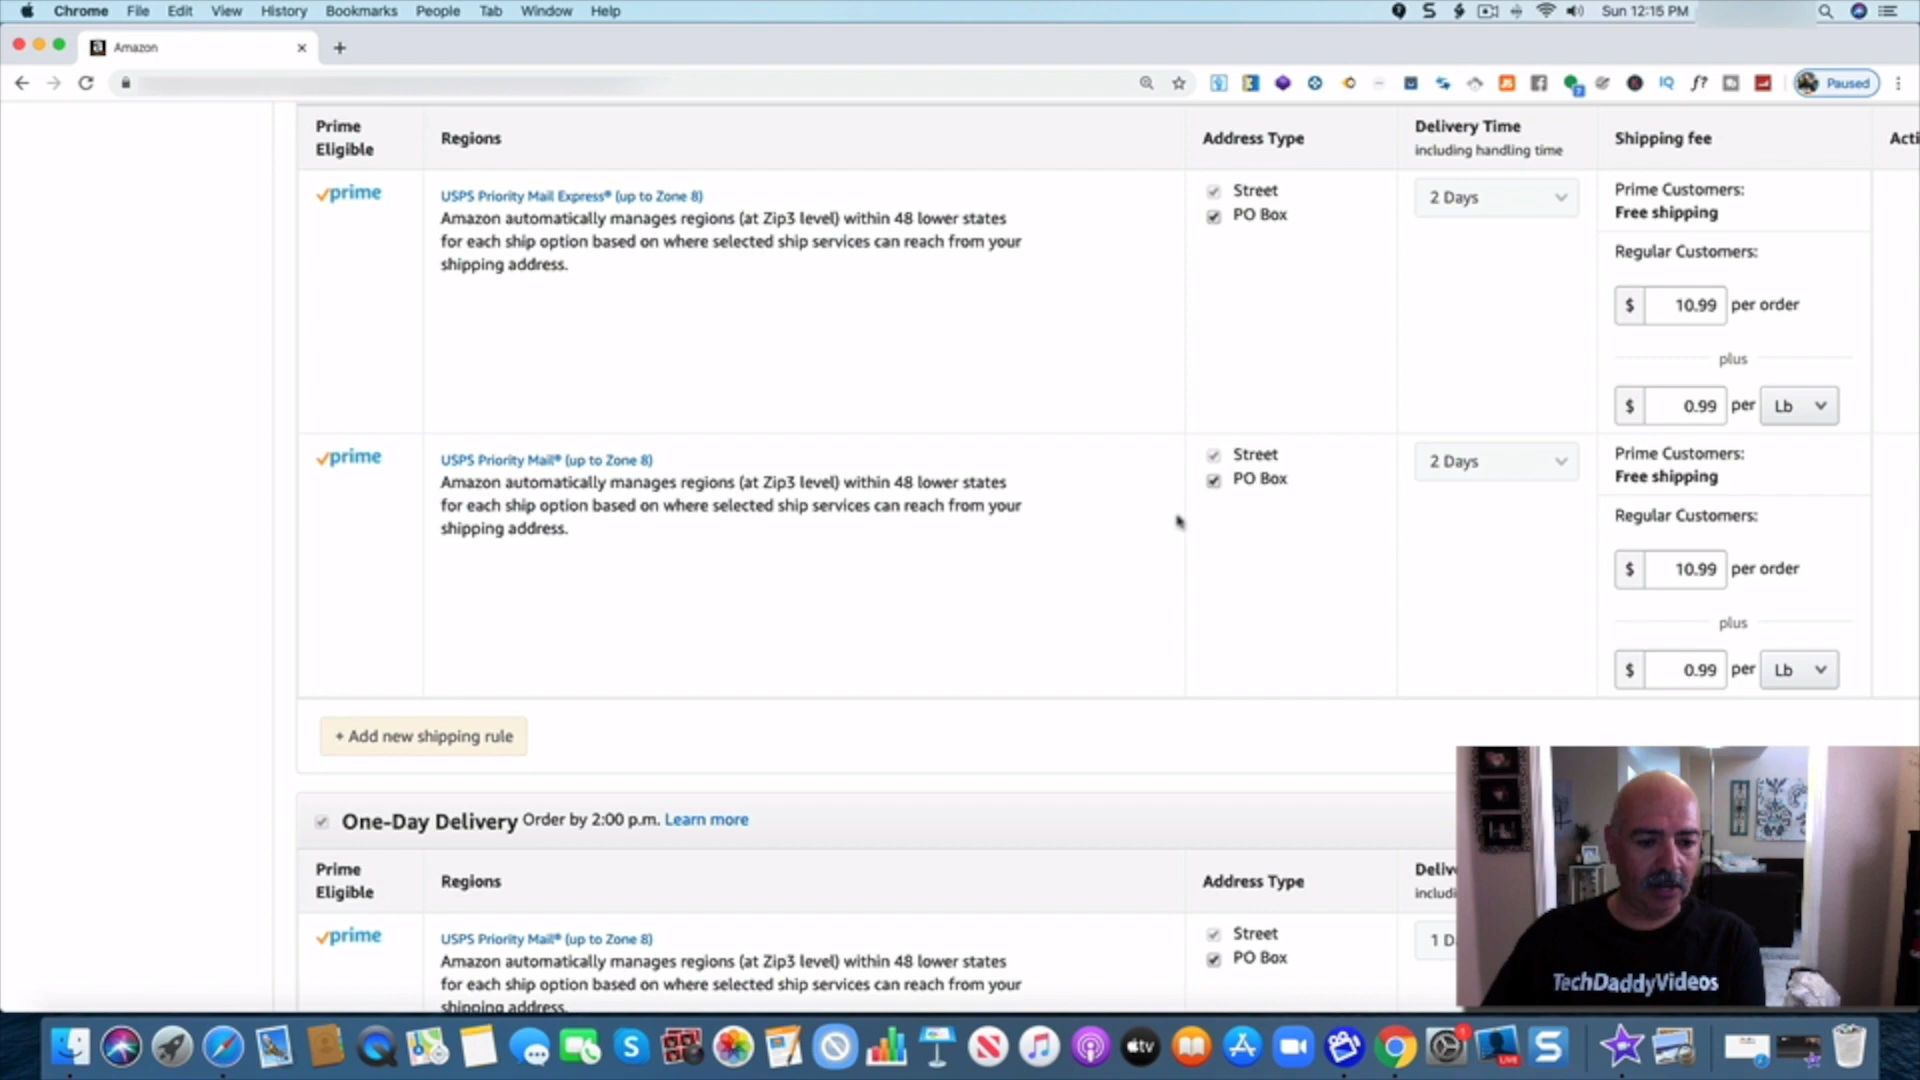 Chrome File Edit View History Bookmarks People Tab Window Help
Sun 12:15 PM
Amazon
Paused
Prime Eligible
Regions
Address Type
Delivery Time
including handling time
Shipping fee
Acti
prime
USPS Priority Mail Express® (up to Zone 8)
Amazon automatically manages regions (at Zip3 level) within 48 lower states
for each ship option based on where selected ship services can reach from your
shipping address.
Street
PO Box
2 Days
Prime Customers:
Free shipping
Regular Customers:
$ 10.99 per order
plus
$ 0.99 per Lb
prime
USPS Priority Mail® (up to Zone 8)
Amazon automatically manages regions (at Zip3 level) within 48 lower states
for each ship option based on where selected ship services can reach from your
shipping address.
Street
PO Box
2 Days
Prime Customers:
Free shipping
Regular Customers:
$ 10.99 per order
plus
$ 0.99 per Lb
+ Add new shipping rule
One-Day Delivery Order by 2:00 p.m. Learn more
Prime Eligible
Regions
Address Type
Deliv
includi
prime
USPS Priority Mail® (up to Zone 8)
Amazon automatically manages regions (at Zip3 level) within 48 lower states
for each ship option based on where selected ship services can reach from your
shipping address.
Street
PO Box
1 D
TechDaddyVideos
tv
LIVE